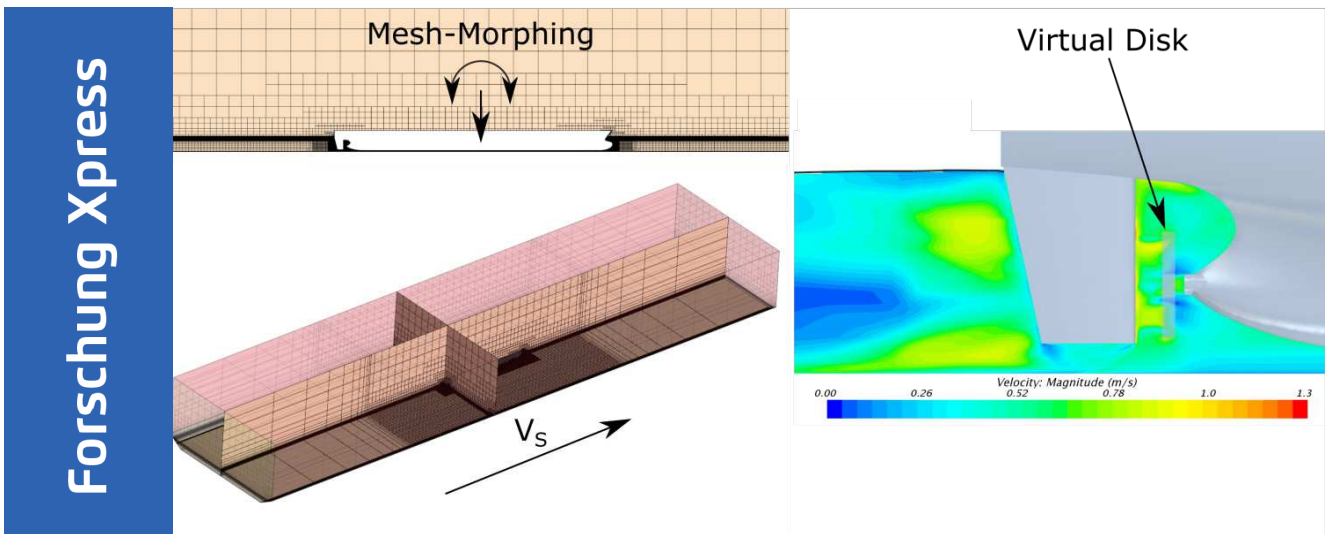 Forschung Xpress
Mesh-Morphing
V_S
Virtual Disk
Velocity: Magnitude (m/s)
0.00 0.26 0.52 0.78 1.0 1.3